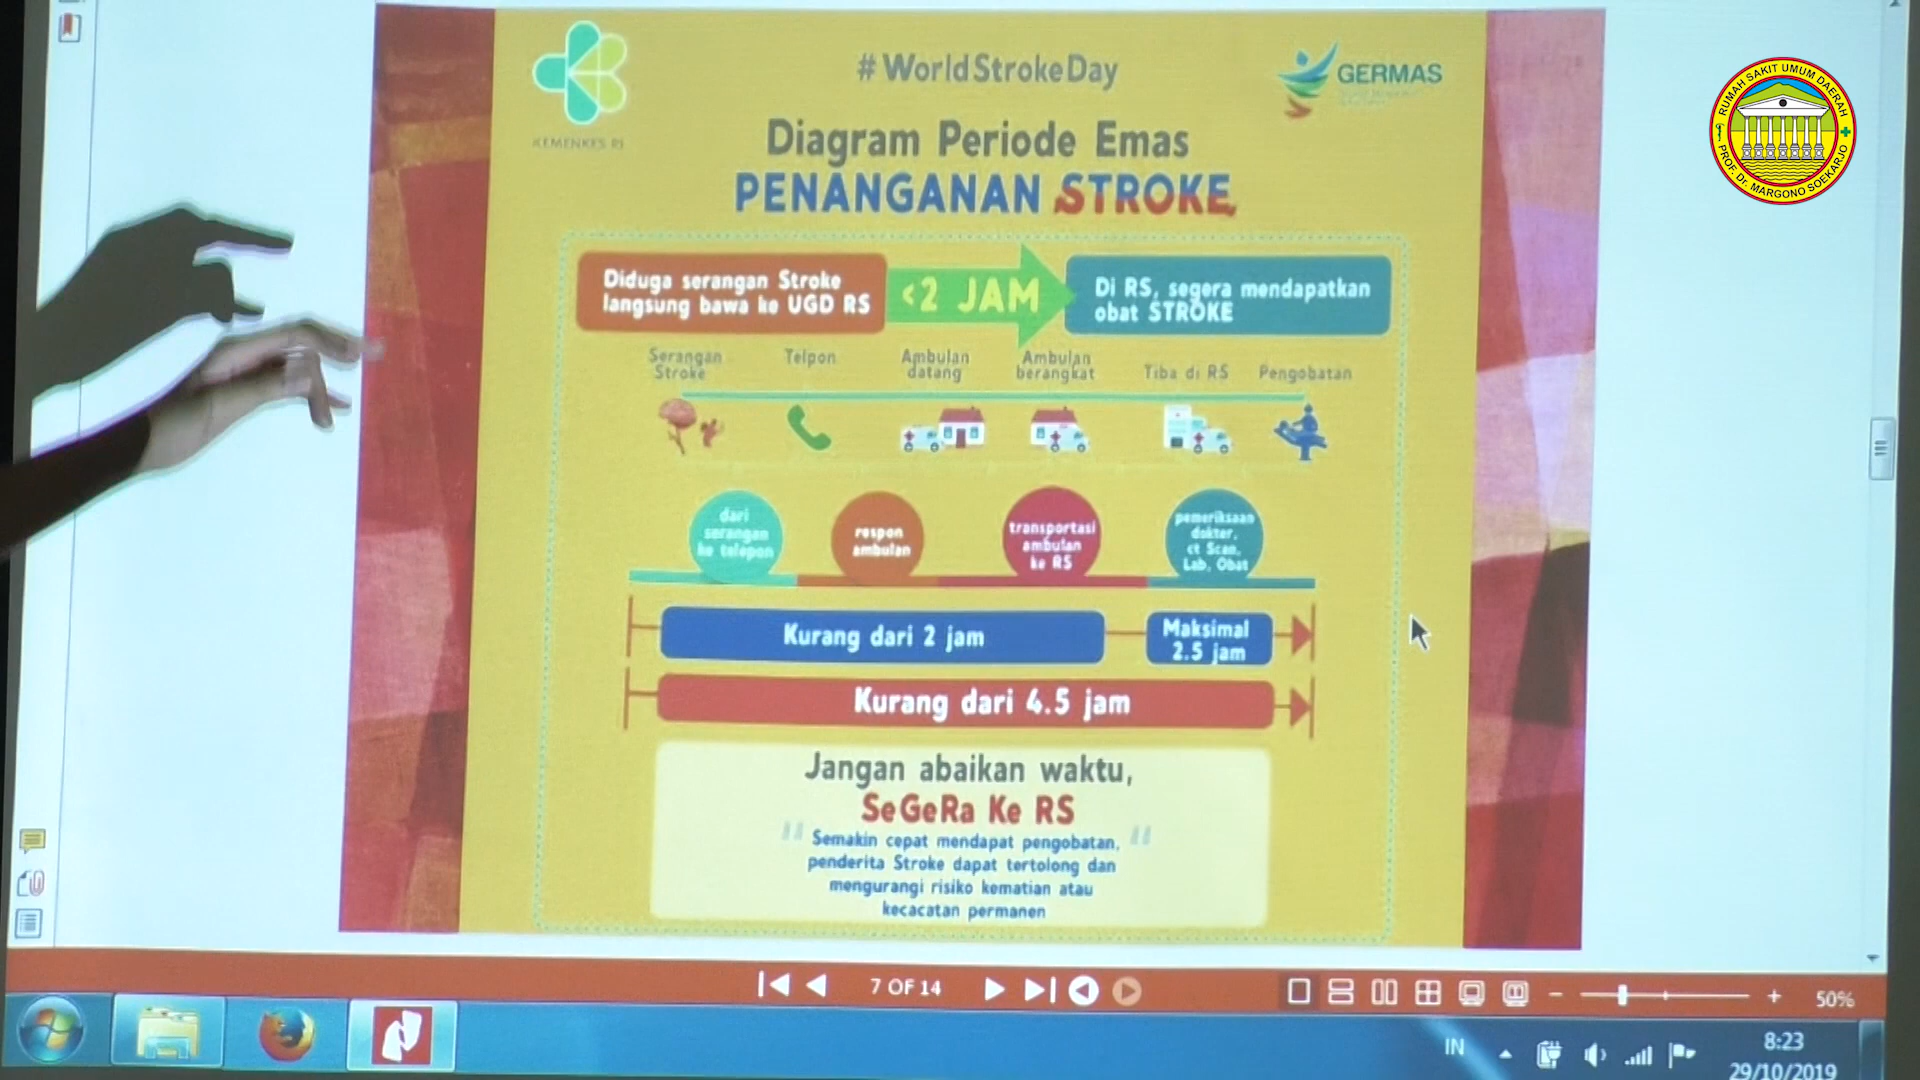 #WorldStrokeDay
KEMENKES RI
GERMAS
RUMAH SAKIT UMUM DAERAH
PROF. Dr. MARGONO SOEKARJO
Diagram Periode Emas
PENANGANAN STROKE
Diduga serangan Stroke
langsung bawa ke UGD RS
<2 JAM
Di RS, segera mendapatkan
obat STROKE
Serangan
Stroke
Telpon
Ambulan
datang
Ambulan
berangkat
Tiba di RS
Pengobatan
dari
serangan
ke telepon
respon
ambulan
transportasi
ambulan
ke RS
pemeriksaan
dokter,
ct Scan,
Lab, Obat
Kurang dari 2 jam
Maksimal
2.5 jam
Kurang dari 4.5 jam
Jangan abaikan waktu,
SeGeRa Ke RS
" Semakin cepat mendapat pengobatan, "
penderita Stroke dapat tertolong dan
mengurangi risiko kematian atau
kecacatan permanen
7 OF 14
50%
IN
8:23
29/10/2019